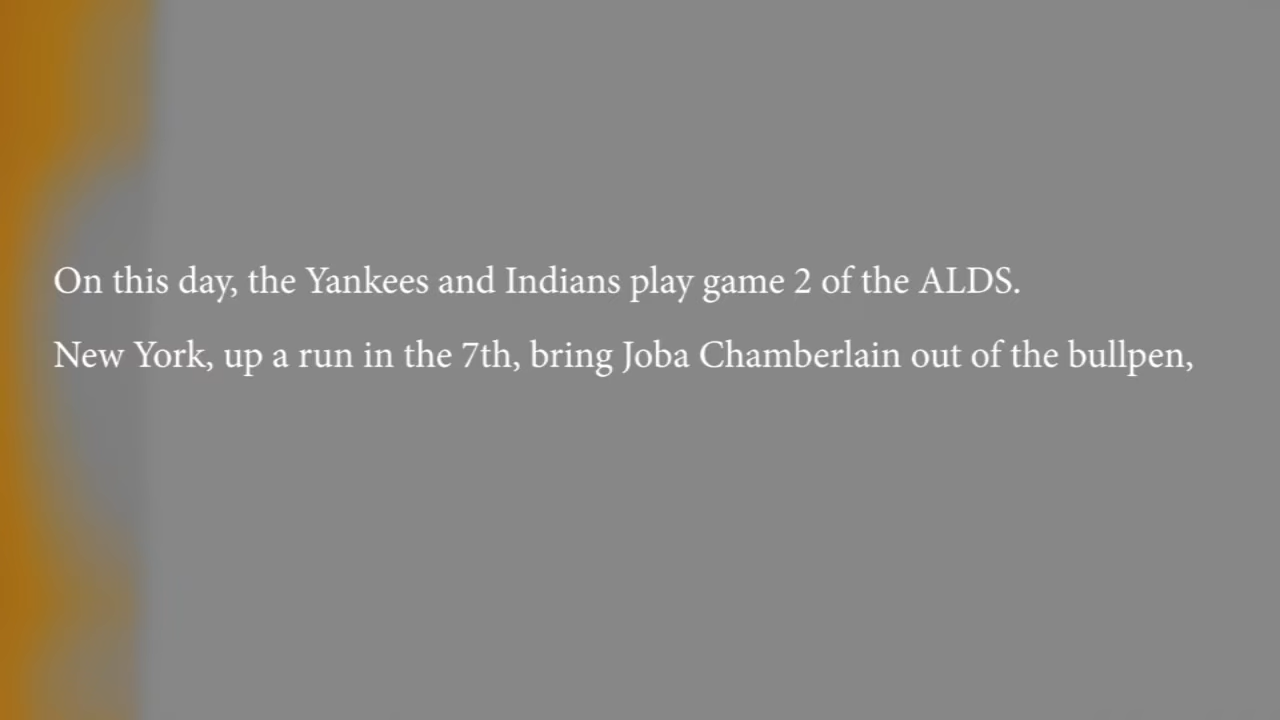 On this day, the Yankees and Indians play game 2 of the ALDS.
New York, up a run in the 7th, bring Joba Chamberlain out of the bullpen,